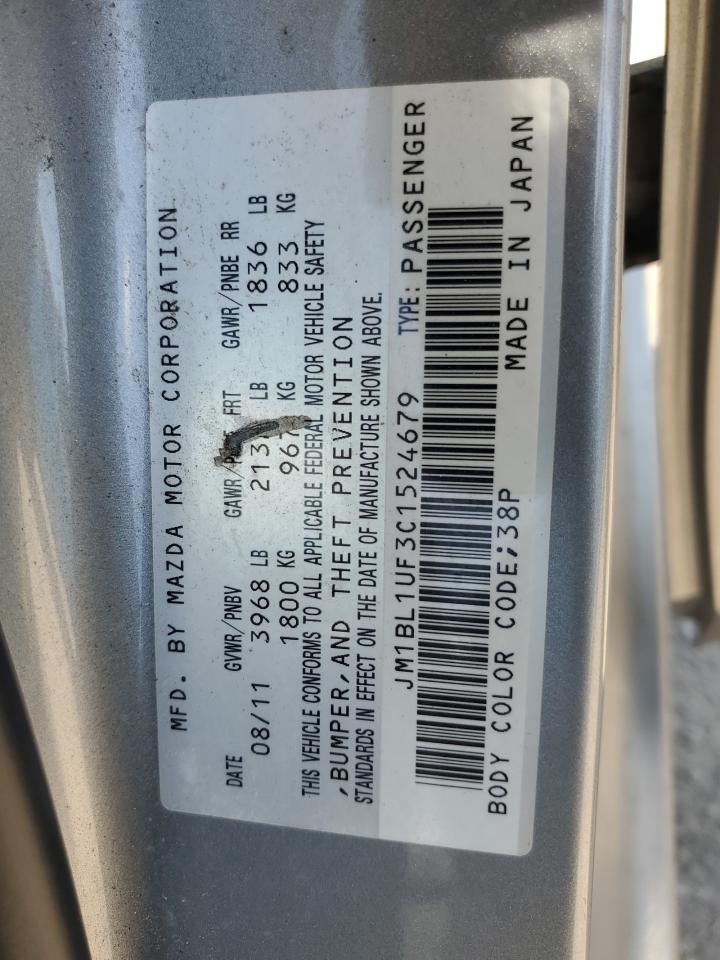 MFD. BY MAZDA MOTOR CORPORATION
DATE GVWR/PNBV FRT GAWR/PNBE RR
08/11 3968 LB LB 1836 LB
1800 KG 967 KG 833 KG
THIS VEHICLE CONFORMS TO ALL APPLICABLE FEDERAL MOTOR VEHICLE SAFETY
,BUMPER,AND THEFT PREVENTION
STANDARDS IN EFFECT ON THE DATE OF MANUFACTURE SHOWN ABOVE.
JM1BL1UF3C1524679 TYPE: PASSENGER
BODY COLOR CODE;38P MADE IN JAPAN